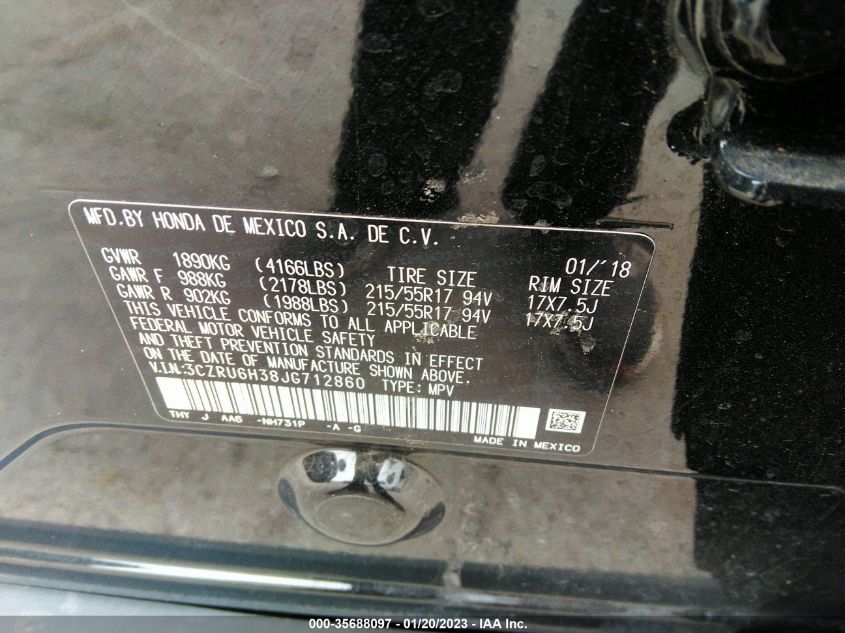 MFD.BY HONDA DE MEXICO S.A. DE C.V.
01/'18
GVWR 1890KG (4166LBS) TIRE SIZE RIM SIZE
GAWR F 988KG (2178LBS) 215/55R17 94V 17X7.5J
GAWR R 902KG (1988LBS) 215/55R17 94V 17X7.5J
THIS VEHICLE CONFORMS TO ALL APPLICABLE
FEDERAL MOTOR VEHICLE SAFETY
AND THEFT PREVENTION STANDARDS IN EFFECT
ON THE DATE OF MANUFACTURE SHOWN ABOVE.
V.I.N:3CZRU6H38JG712860 TYPE: MPV
THY J AA6 -NH731P -A -G
MADE IN MEXICO
000-35688097 - 01/20/2023 - IAA Inc.